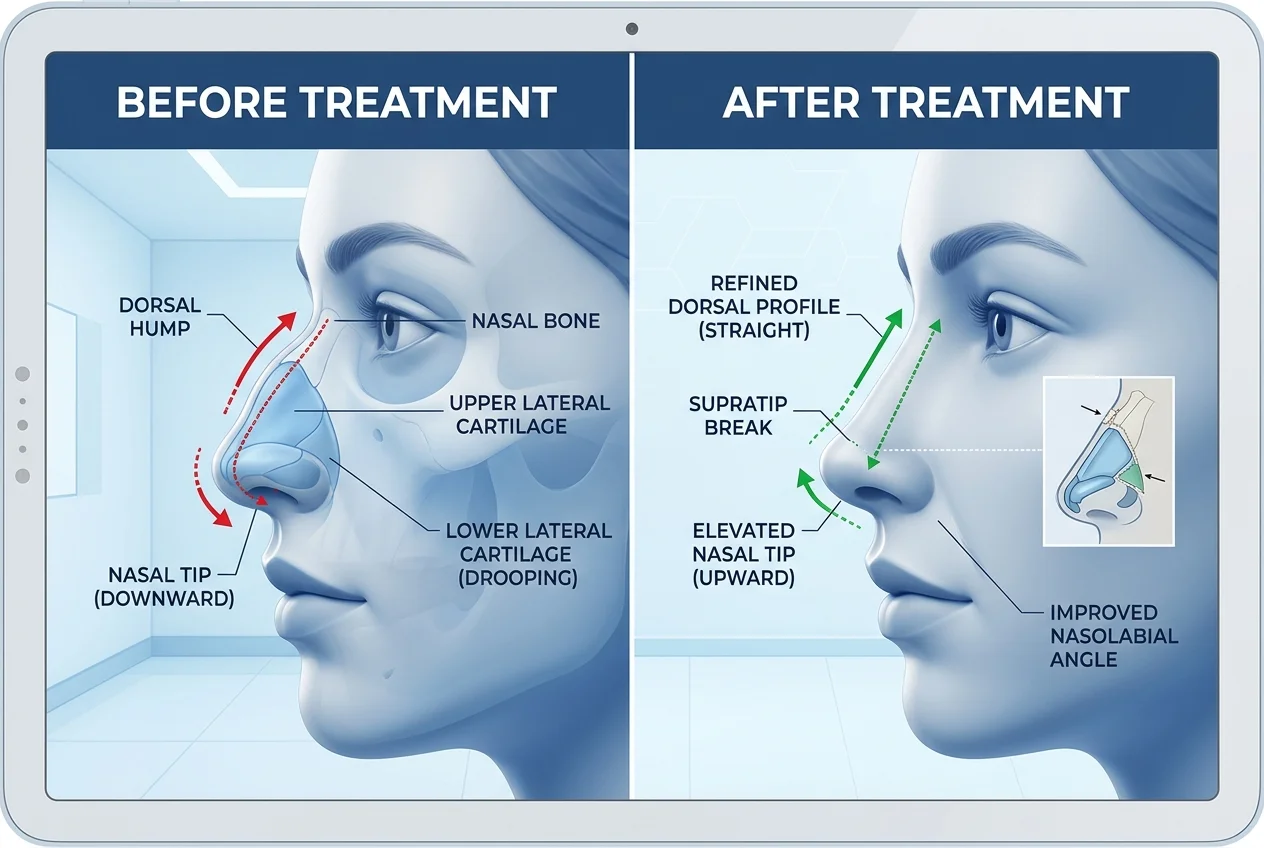 BEFORE TREATMENT
DORSAL
HUMP
NASAL BONE
UPPER LATERAL
CARTILAGE
LOWER LATERAL
CARTILAGE
(DROOPING)
NASAL TIP
(DOWNWARD)
AFTER TREATMENT
REFINED
DORSAL PROFILE
(STRAIGHT)
SUPRATIP
BREAK
ELEVATED
NASAL TIP
(UPWARD)
IMPROVED
NASOLABIAL
ANGLE